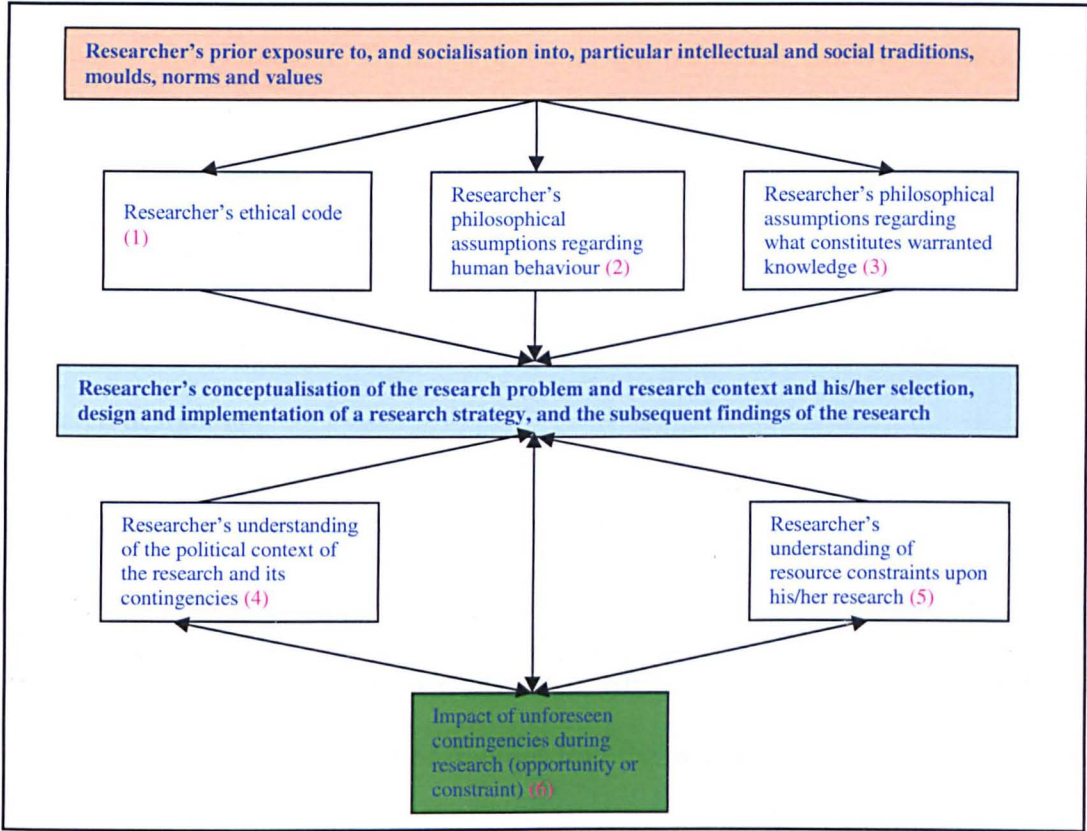 Researcher's prior exposure to, and socialisation into, particular intellectual and social traditions,
moulds, norms and values
Researcher's ethical code
(1)
Researcher's
philosophical
assumptions regarding
human behaviour (2)
Researcher's philosophical
assumptions regarding
what constitutes warranted
knowledge (3)
Researcher's conceptualisation of the research problem and research context and his/her selection,
design and implementation of a research strategy, and the subsequent findings of the research
Researcher's understanding
of the political context of
the research and its
contingencies (4)
Researcher's
understanding of
resource constraints upon
his/her research (5)
Impact of unforeseen
contingencies during
research (opportunity or
constraint) (6)